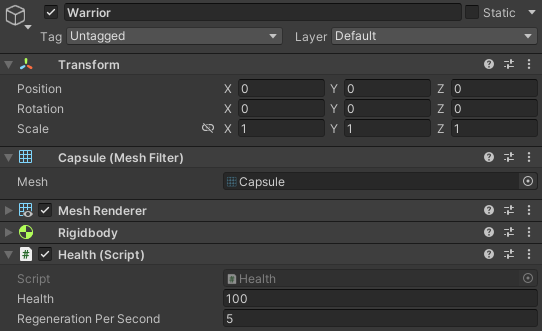 Warrior Static
Tag Untagged Layer Default
Transform
Position X 0 Y 0 Z 0
Rotation X 0 Y 0 Z 0
Scale X 1 Y 1 Z 1
Capsule (Mesh Filter)
Mesh Capsule
Mesh Renderer
Rigidbody
# Health (Script)
Script # Health
Health 100
Regeneration Per Second 5